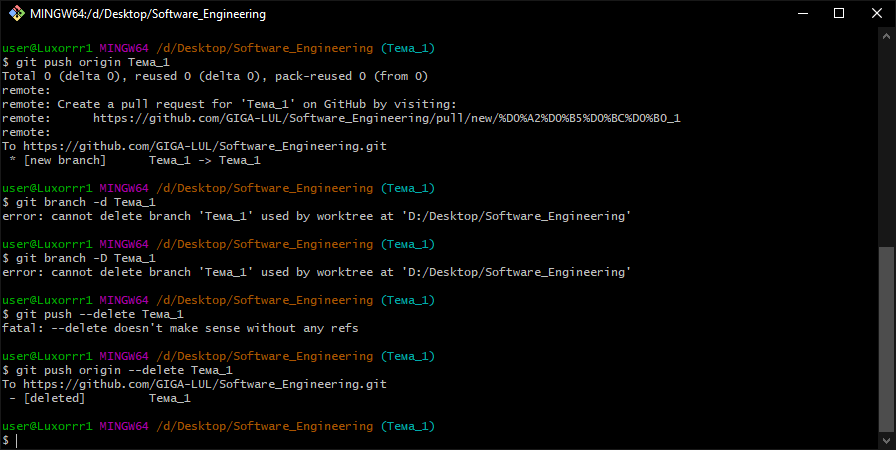 MINGW64:/d/Desktop/Software_Engineering
user@Luxorrr1 MINGW64 /d/Desktop/Software_Engineering (Тема_1)
$ git push origin Тема_1
Total 0 (delta 0), reused 0 (delta 0), pack-reused 0 (from 0)
remote:
remote: Create a pull request for 'Тема_1' on GitHub by visiting:
remote:      https://github.com/GIGA-LUL/Software_Engineering/pull/new/%D0%A2%D0%B5%D0%BC%D0%B0_1
remote:
To https://github.com/GIGA-LUL/Software_Engineering.git
 * [new branch]      Тема_1 -> Тема_1
user@Luxorrr1 MINGW64 /d/Desktop/Software_Engineering (Тема_1)
$ git branch -d Тема_1
error: cannot delete branch 'Тема_1' used by worktree at 'D:/Desktop/Software_Engineering'
user@Luxorrr1 MINGW64 /d/Desktop/Software_Engineering (Тема_1)
$ git branch -D Тема_1
error: cannot delete branch 'Тема_1' used by worktree at 'D:/Desktop/Software_Engineering'
user@Luxorrr1 MINGW64 /d/Desktop/Software_Engineering (Тема_1)
$ git push --delete Тема_1
fatal: --delete doesn't make sense without any refs
user@Luxorrr1 MINGW64 /d/Desktop/Software_Engineering (Тема_1)
$ git push origin --delete Тема_1
To https://github.com/GIGA-LUL/Software_Engineering.git
 - [deleted]         Тема_1
user@Luxorrr1 MINGW64 /d/Desktop/Software_Engineering (Тема_1)
$